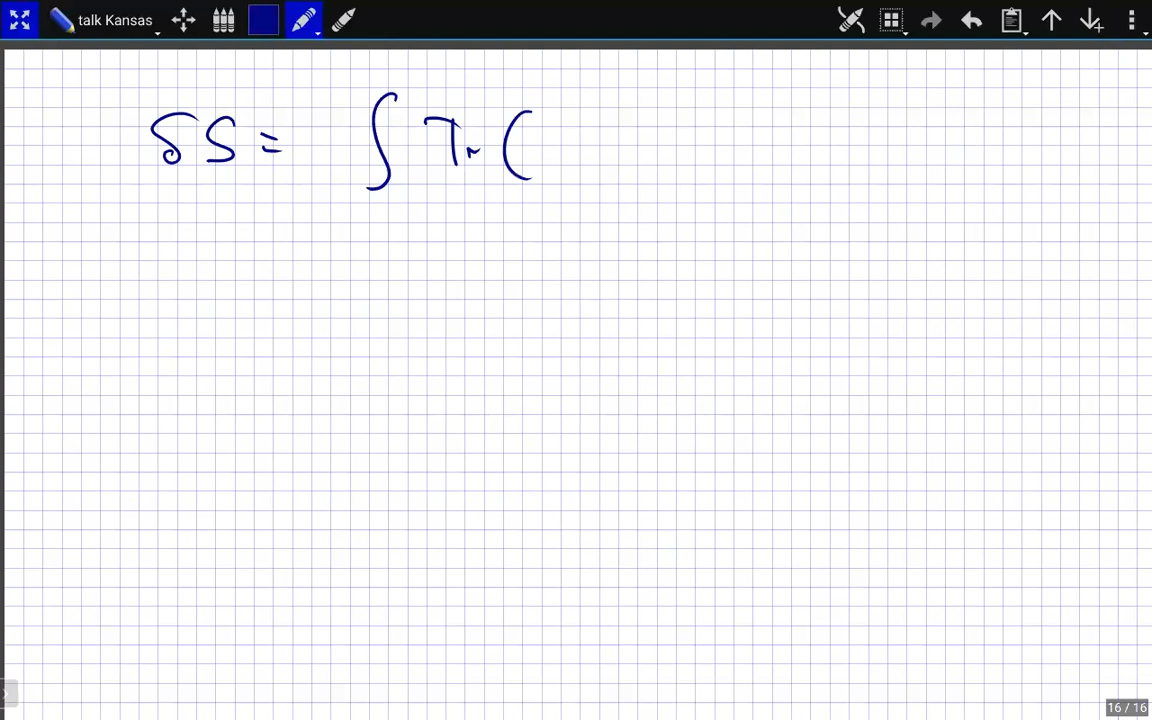 talk Kansas
δS = ∫ Tr (
16 / 16